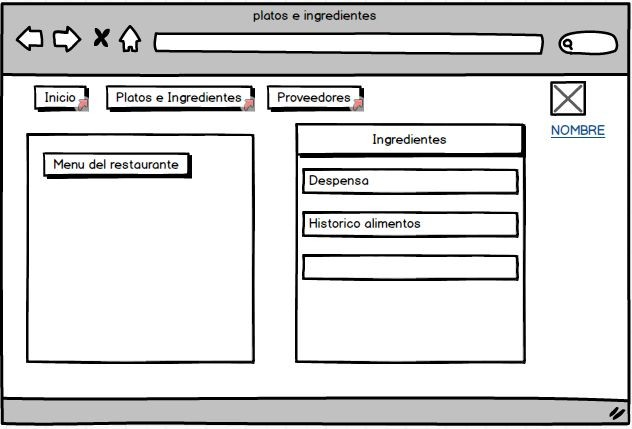 platos e ingredientes
Inicio
Platos e Ingredientes
Proveedores
NOMBRE
Menu del restaurante
Ingredientes
Despensa
Historico alimentos